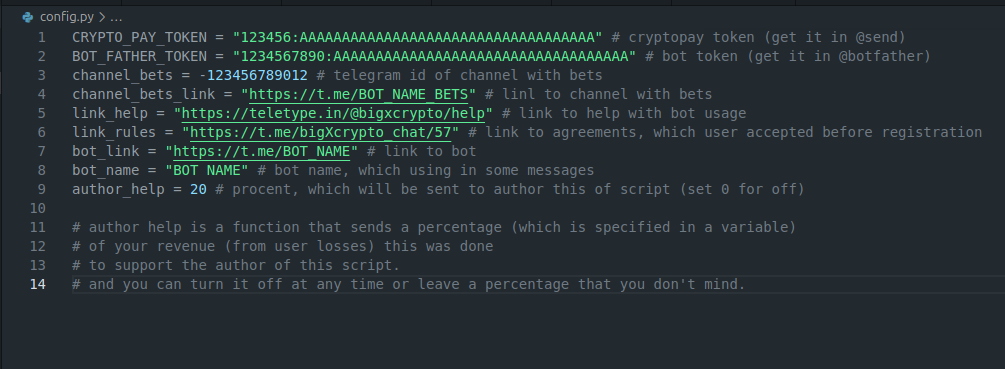 config.py > ...
1 CRYPTO_PAY_TOKEN = "123456:AAAAAAAAAAAAAAAAAAAAAAAAAAAAAAAAAAA" # cryptopay token (get it in @send)
2 BOT_FATHER_TOKEN = "1234567890:AAAAAAAAAAAAAAAAAAAAAAAAAAAAAAAAAAA" # bot token (get it in @botfather)
3 channel_bets = -123456789012 # telegram id of channel with bets
4 channel_bets_link = "https://t.me/BOT_NAME_BETS" # linl to channel with bets
5 link_help = "https://teletype.in/@bigxcrypto/help" # link to help with bot usage
6 link_rules = "https://t.me/bigXcrypto_chat/57" # link to agreements, which user accepted before registration
7 bot_link = "https://t.me/BOT_NAME" # link to bot
8 bot_name = "BOT NAME" # bot name, which using in some messages
9 author_help = 20 # procent, which will be sent to author this of script (set 0 for off)
10
11 # author help is a function that sends a percentage (which is specified in a variable)
12 # of your revenue (from user losses) this was done
13 # to support the author of this script.
14 # and you can turn it off at any time or leave a percentage that you don't mind.